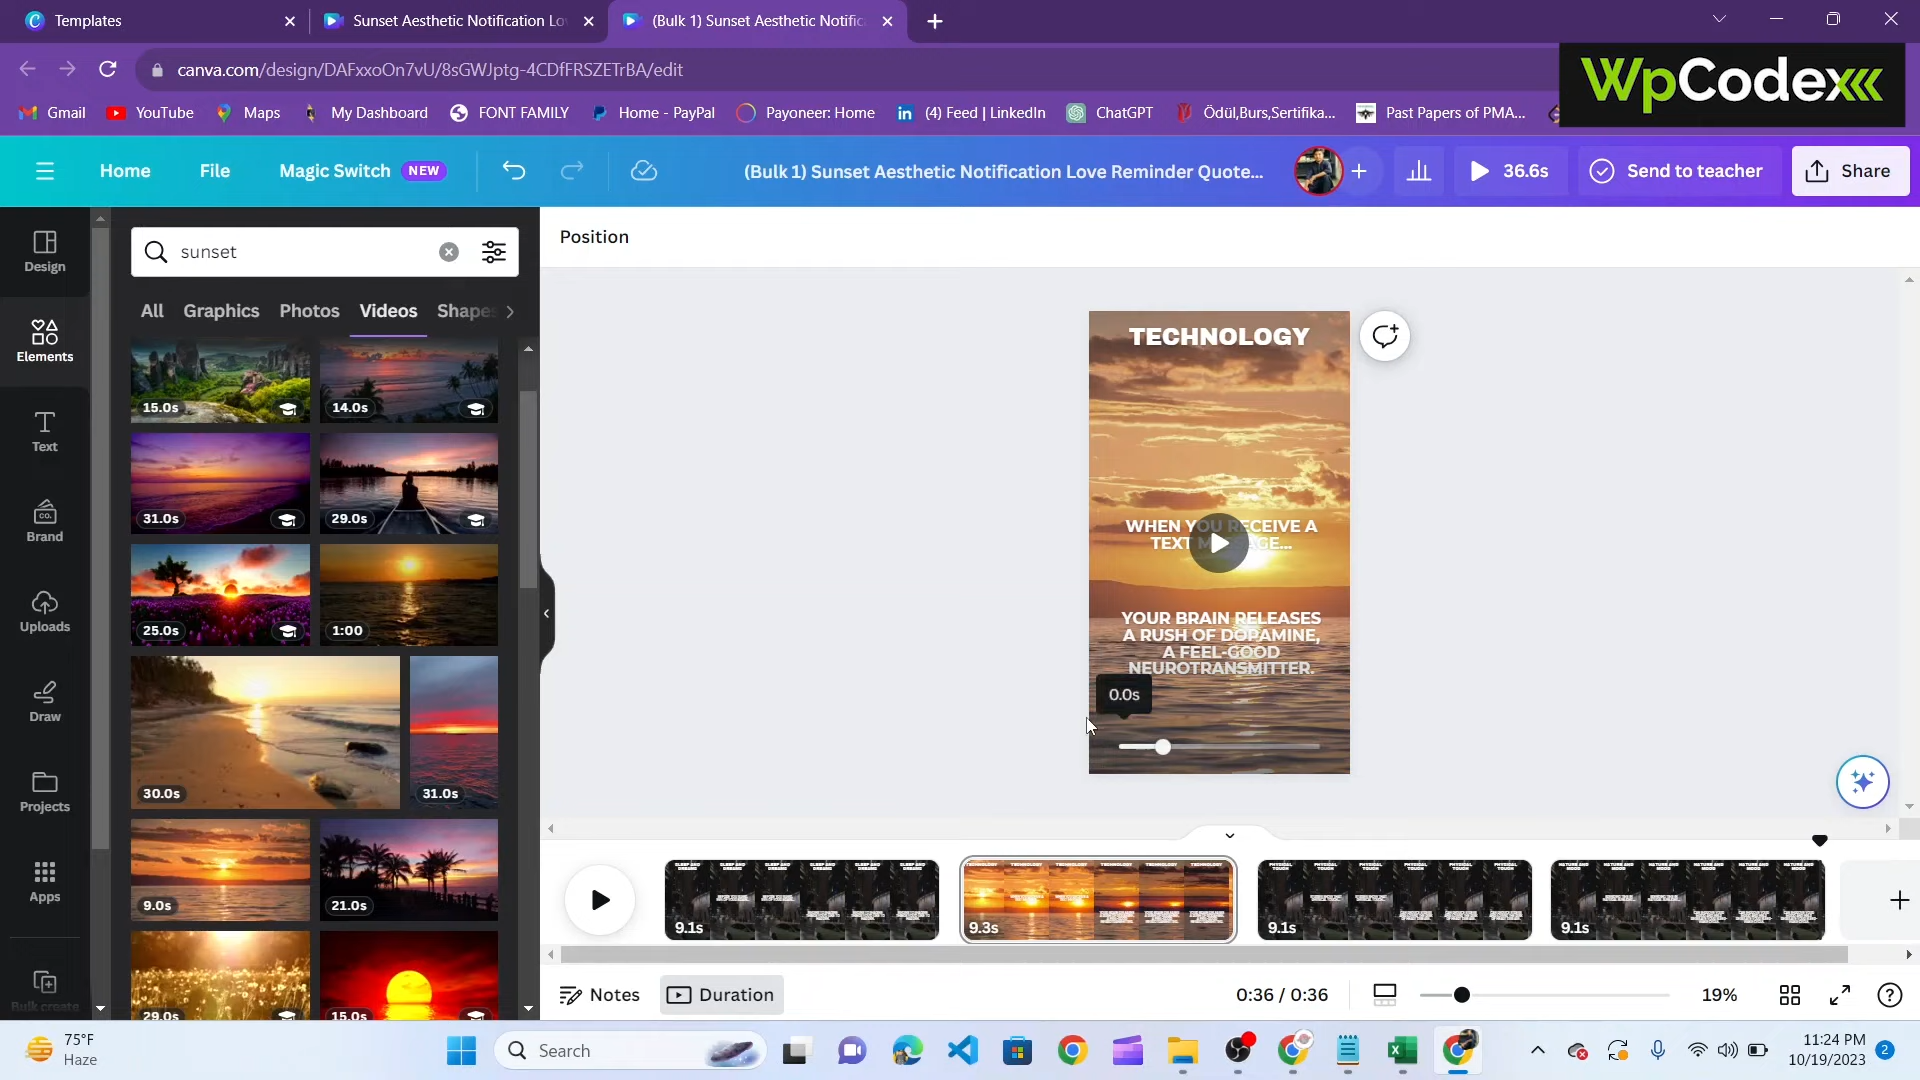 Templates
Sunset Aesthetic Notification Lo
(Bulk 1) Sunset Aesthetic Notific
canva.com/design/DAFxxoOn7vU/8sGWJptg-4CDfFRSZETrBA/edit
WpCodex
Gmail
YouTube
Maps
My Dashboard
FONT FAMILY
Home - PayPal
Payoneer: Home
(4) Feed | LinkedIn
ChatGPT
Ödül,Burs,Sertifika...
Past Papers of PMA...
Home
File
Magic Switch NEW
(Bulk 1) Sunset Aesthetic Notification Love Reminder Quote...
36.6s
Send to teacher
Share
Design
Elements
Text
Brand
Uploads
Draw
Projects
Apps
Bulk create
sunset
All
Graphics
Photos
Videos
Shapes
15.0s
14.0s
31.0s
29.0s
25.0s
1:00
30.0s
31.0s
9.0s
21.0s
29.0s
15.0s
Position
TECHNOLOGY
WHEN YOU RECEIVE A
TEXT MESSAGE...
YOUR BRAIN RELEASES
A RUSH OF DOPAMINE,
A FEEL-GOOD
NEUROTRANSMITTER.
0.0s
9.1s
9.3s
9.1s
9.1s
Notes
Duration
0:36 / 0:36
19%
75°F
Haze
Search
11:24 PM
10/19/2023
2